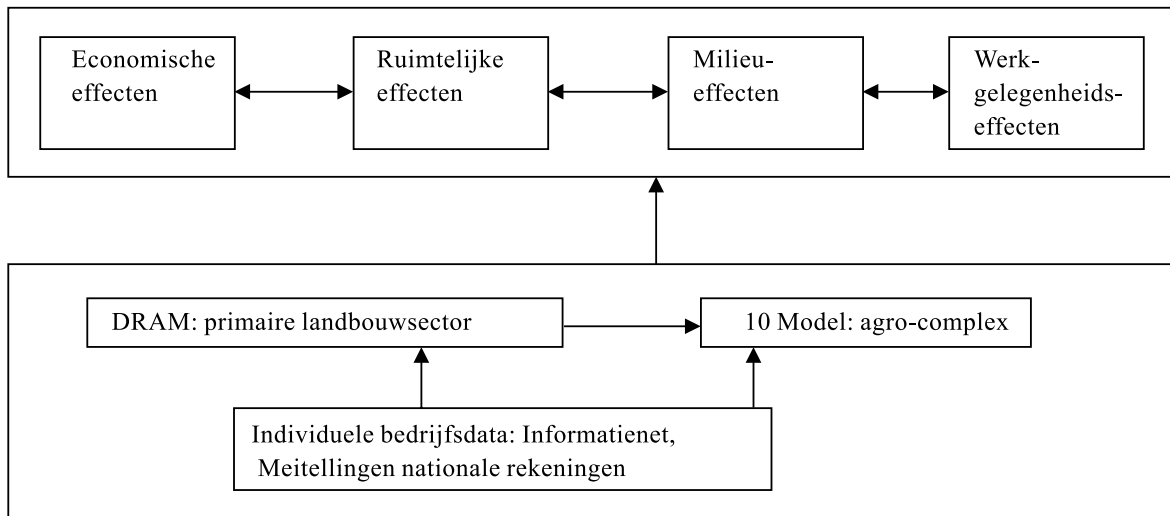 Economische
effecten
Ruimtelijke
effecten
Milieu-
effecten
Werk-
gelegenheids-
effecten
DRAM: primaire landbouwsector
10 Model: agro-complex
Individuele bedrijfsdata: Informatienet,
Meitellingen nationale rekeningen